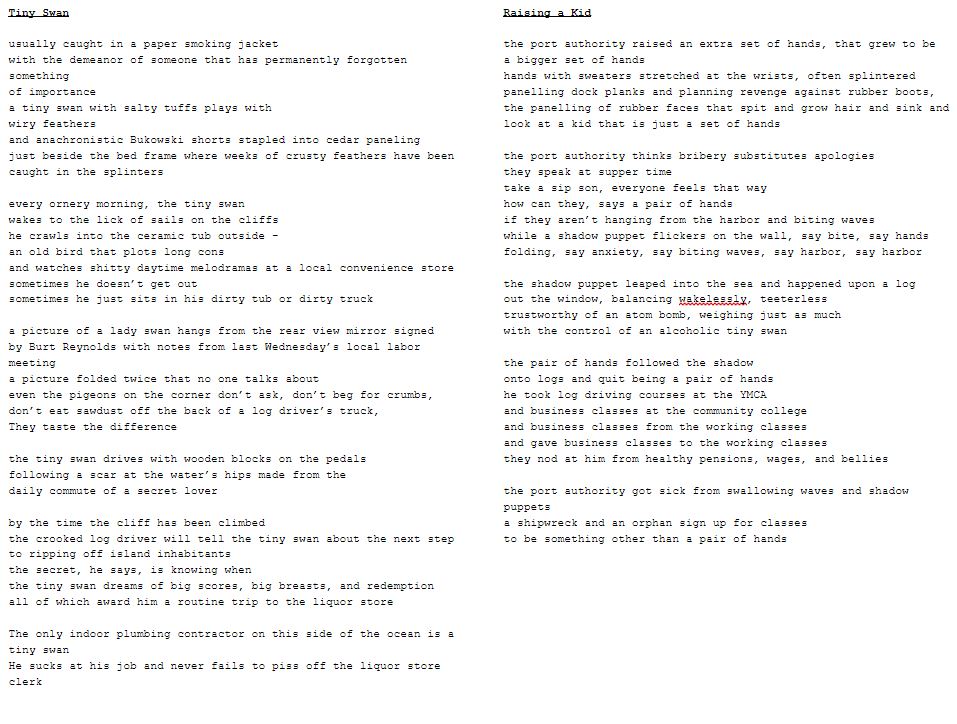 Tiny Swan
usually caught in a paper smoking jacket
with the demeanor of someone that has permanently forgotten
something
of importance
a tiny swan with salty tuffs plays with
wiry feathers
and anachronistic Bukowski shorts stapled into cedar paneling
just beside the bed frame where weeks of crusty feathers have been
caught in the splinters
every ornery morning, the tiny swan
wakes to the lick of sails on the cliffs
he crawls into the ceramic tub outside –
an old bird that plots long cons
and watches shitty daytime melodramas at a local convenience store
sometimes he doesn't get out
sometimes he just sits in his dirty tub or dirty truck
a picture of a lady swan hangs from the rear view mirror signed
by Burt Reynolds with notes from last Wednesday's local labor
meeting
a picture folded twice that no one talks about
even the pigeons on the corner don't ask, don't beg for crumbs,
don't eat sawdust off the back of a log driver's truck,
They taste the difference
the tiny swan drives with wooden blocks on the pedals
following a scar at the water's hips made from the
daily commute of a secret lover
by the time the cliff has been climbed
the crooked log driver will tell the tiny swan about the next step
to ripping off island inhabitants
the secret, he says, is knowing when
the tiny swan dreams of big scores, big breasts, and redemption
all of which award him a routine trip to the liquor store
The only indoor plumbing contractor on this side of the ocean is a
tiny swan
He sucks at his job and never fails to piss off the liquor store
clerk
Raising a Kid
the port authority raised an extra set of hands, that grew to be
a bigger set of hands
hands with sweaters stretched at the wrists, often splintered
panelling dock planks and planning revenge against rubber boots,
the panelling of rubber faces that spit and grow hair and sink and
look at a kid that is just a set of hands
the port authority thinks bribery substitutes apologies
they speak at supper time
take a sip son, everyone feels that way
how can they, says a pair of hands
if they aren't hanging from the harbor and biting waves
while a shadow puppet flickers on the wall, say bite, say hands
folding, say anxiety, say biting waves, say harbor, say harbor
the shadow puppet leaped into the sea and happened upon a log
out the window, balancing wakelessly, teeterless
trustworthy of an atom bomb, weighing just as much
with the control of an alcoholic tiny swan
the pair of hands followed the shadow
onto logs and quit being a pair of hands
he took log driving courses at the YMCA
and business classes at the community college
and business classes from the working classes
and gave business classes to the working classes
they nod at him from healthy pensions, wages, and bellies
the port authority got sick from swallowing waves and shadow
puppets
a shipwreck and an orphan sign up for classes
to be something other than a pair of hands